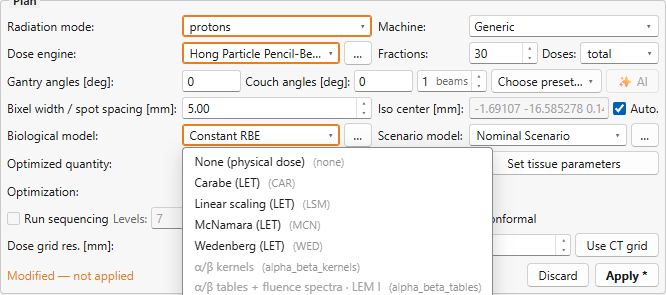 Plan
Radiation mode: protons Machine: Generic
Dose engine: Hong Particle Pencil-Be... ... Fractions: 30 Doses: total
Gantry angles [deg]: 0 Couch angles [deg]: 0 1 beams Choose preset... AI
Bixel width / spot spacing [mm]: 5.00 Iso center [mm]: -1.69107 -16.585278 0.14 Auto.
Biological model: Constant RBE ... Scenario model: Nominal Scenario ...
Optimized quantity: None (physical dose) (none) Set tissue parameters
Carabe (LET) (CAR)
Optimization: Linear scaling (LET) (LSM)
Run sequencing Levels: 7 McNamara (LET) (MCN) onformal
Dose grid res. [mm]: Wedenberg (LET) (WED) Use CT grid
α/β kernels (alpha_beta_kernels)
Modified — not applied Discard Apply *
α/β tables + fluence spectra · LEM I (alpha_beta_tables)